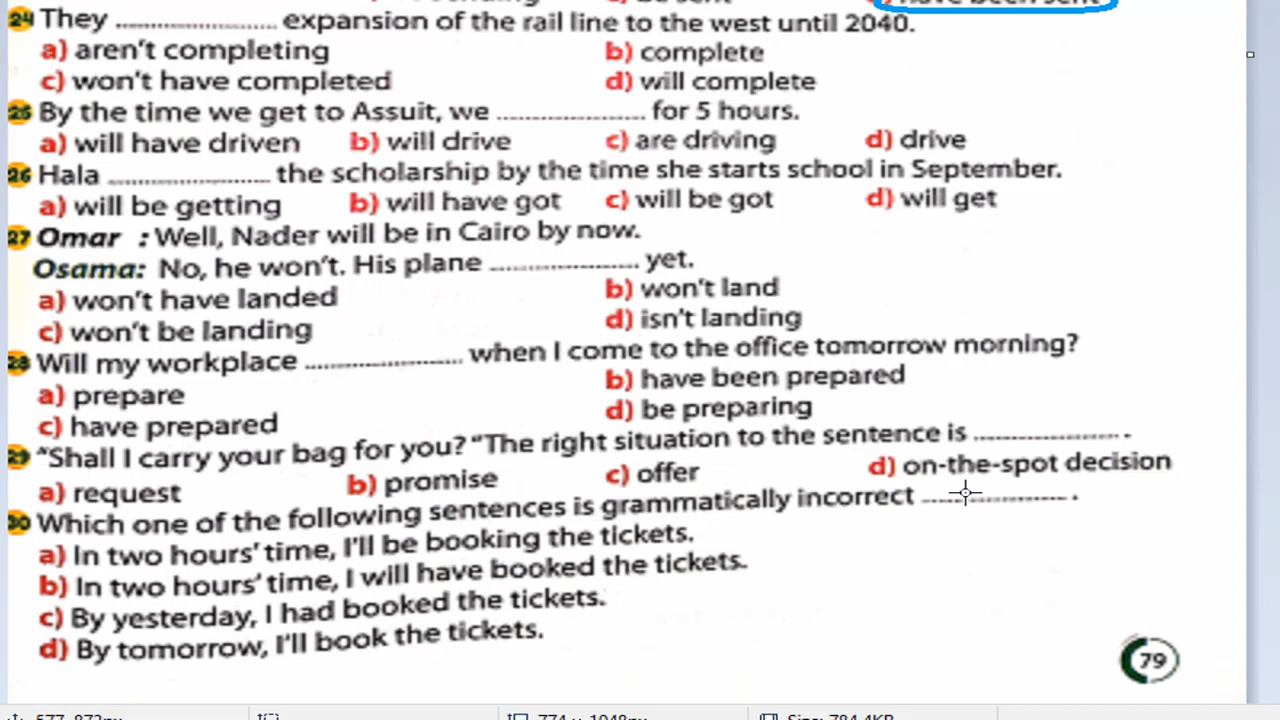 have been sent
24 They ........................ expansion of the rail line to the west until 2040.
a) aren't completing b) complete
c) won't have completed d) will complete
25 By the time we get to Assuit, we ........................ for 5 hours.
a) will have driven b) will drive c) are driving d) drive
26 Hala ........................ the scholarship by the time she starts school in September.
a) will be getting b) will have got c) will be got d) will get
27 Omar : Well, Nader will be in Cairo by now.
Osama: No, he won't. His plane ........................ yet.
a) won't have landed b) won't land
c) won't be landing d) isn't landing
28 Will my workplace ........................ when I come to the office tomorrow morning?
a) prepare b) have been prepared
c) have prepared d) be preparing
29 "Shall I carry your bag for you? "The right situation to the sentence is ........................ .
a) request b) promise c) offer d) on-the-spot decision
30 Which one of the following sentences is grammatically incorrect ........................ .
a) In two hours' time, I'll be booking the tickets.
b) In two hours' time, I will have booked the tickets.
c) By yesterday, I had booked the tickets.
d) By tomorrow, I'll book the tickets.
79